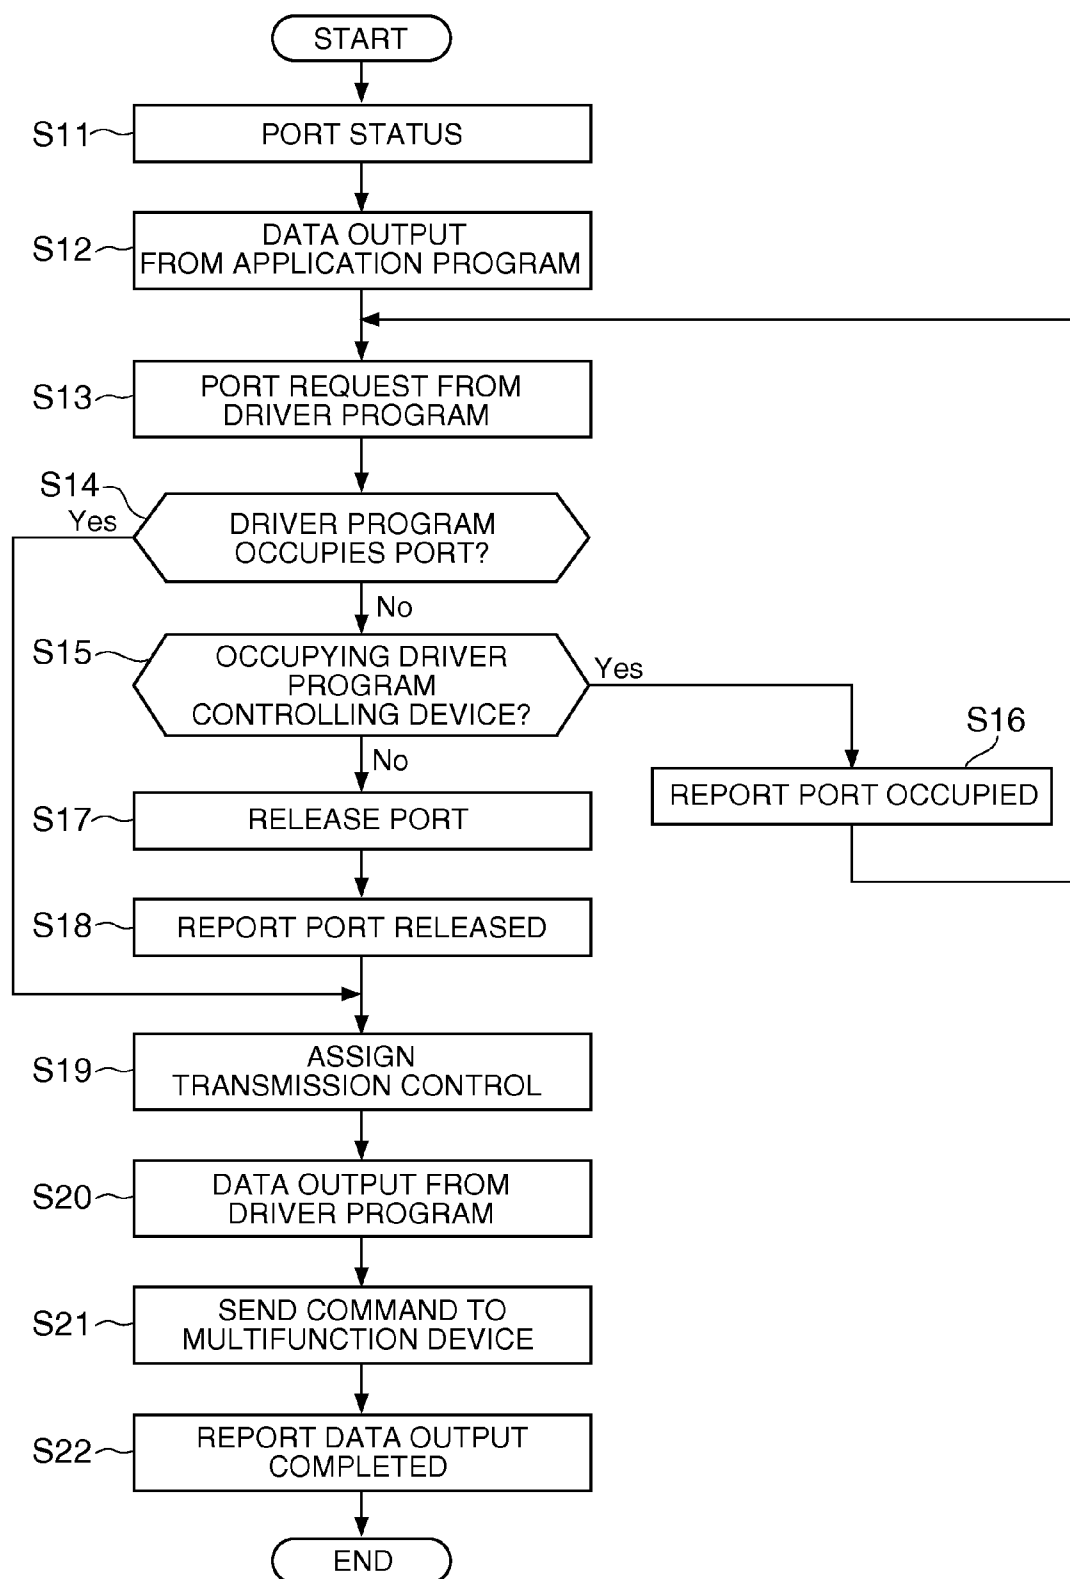 START
S11
PORT STATUS
S12
DATA OUTPUT
FROM APPLICATION PROGRAM
S13
PORT REQUEST FROM
DRIVER PROGRAM
S14
Yes
DRIVER PROGRAM
OCCUPIES PORT?
No
S15
OCCUPYING DRIVER
PROGRAM
CONTROLLING DEVICE?
Yes
No
S16
REPORT PORT OCCUPIED
S17
RELEASE PORT
S18
REPORT PORT RELEASED
S19
ASSIGN
TRANSMISSION CONTROL
S20
DATA OUTPUT FROM
DRIVER PROGRAM
S21
SEND COMMAND TO
MULTIFUNCTION DEVICE
S22
REPORT DATA OUTPUT
COMPLETED
END